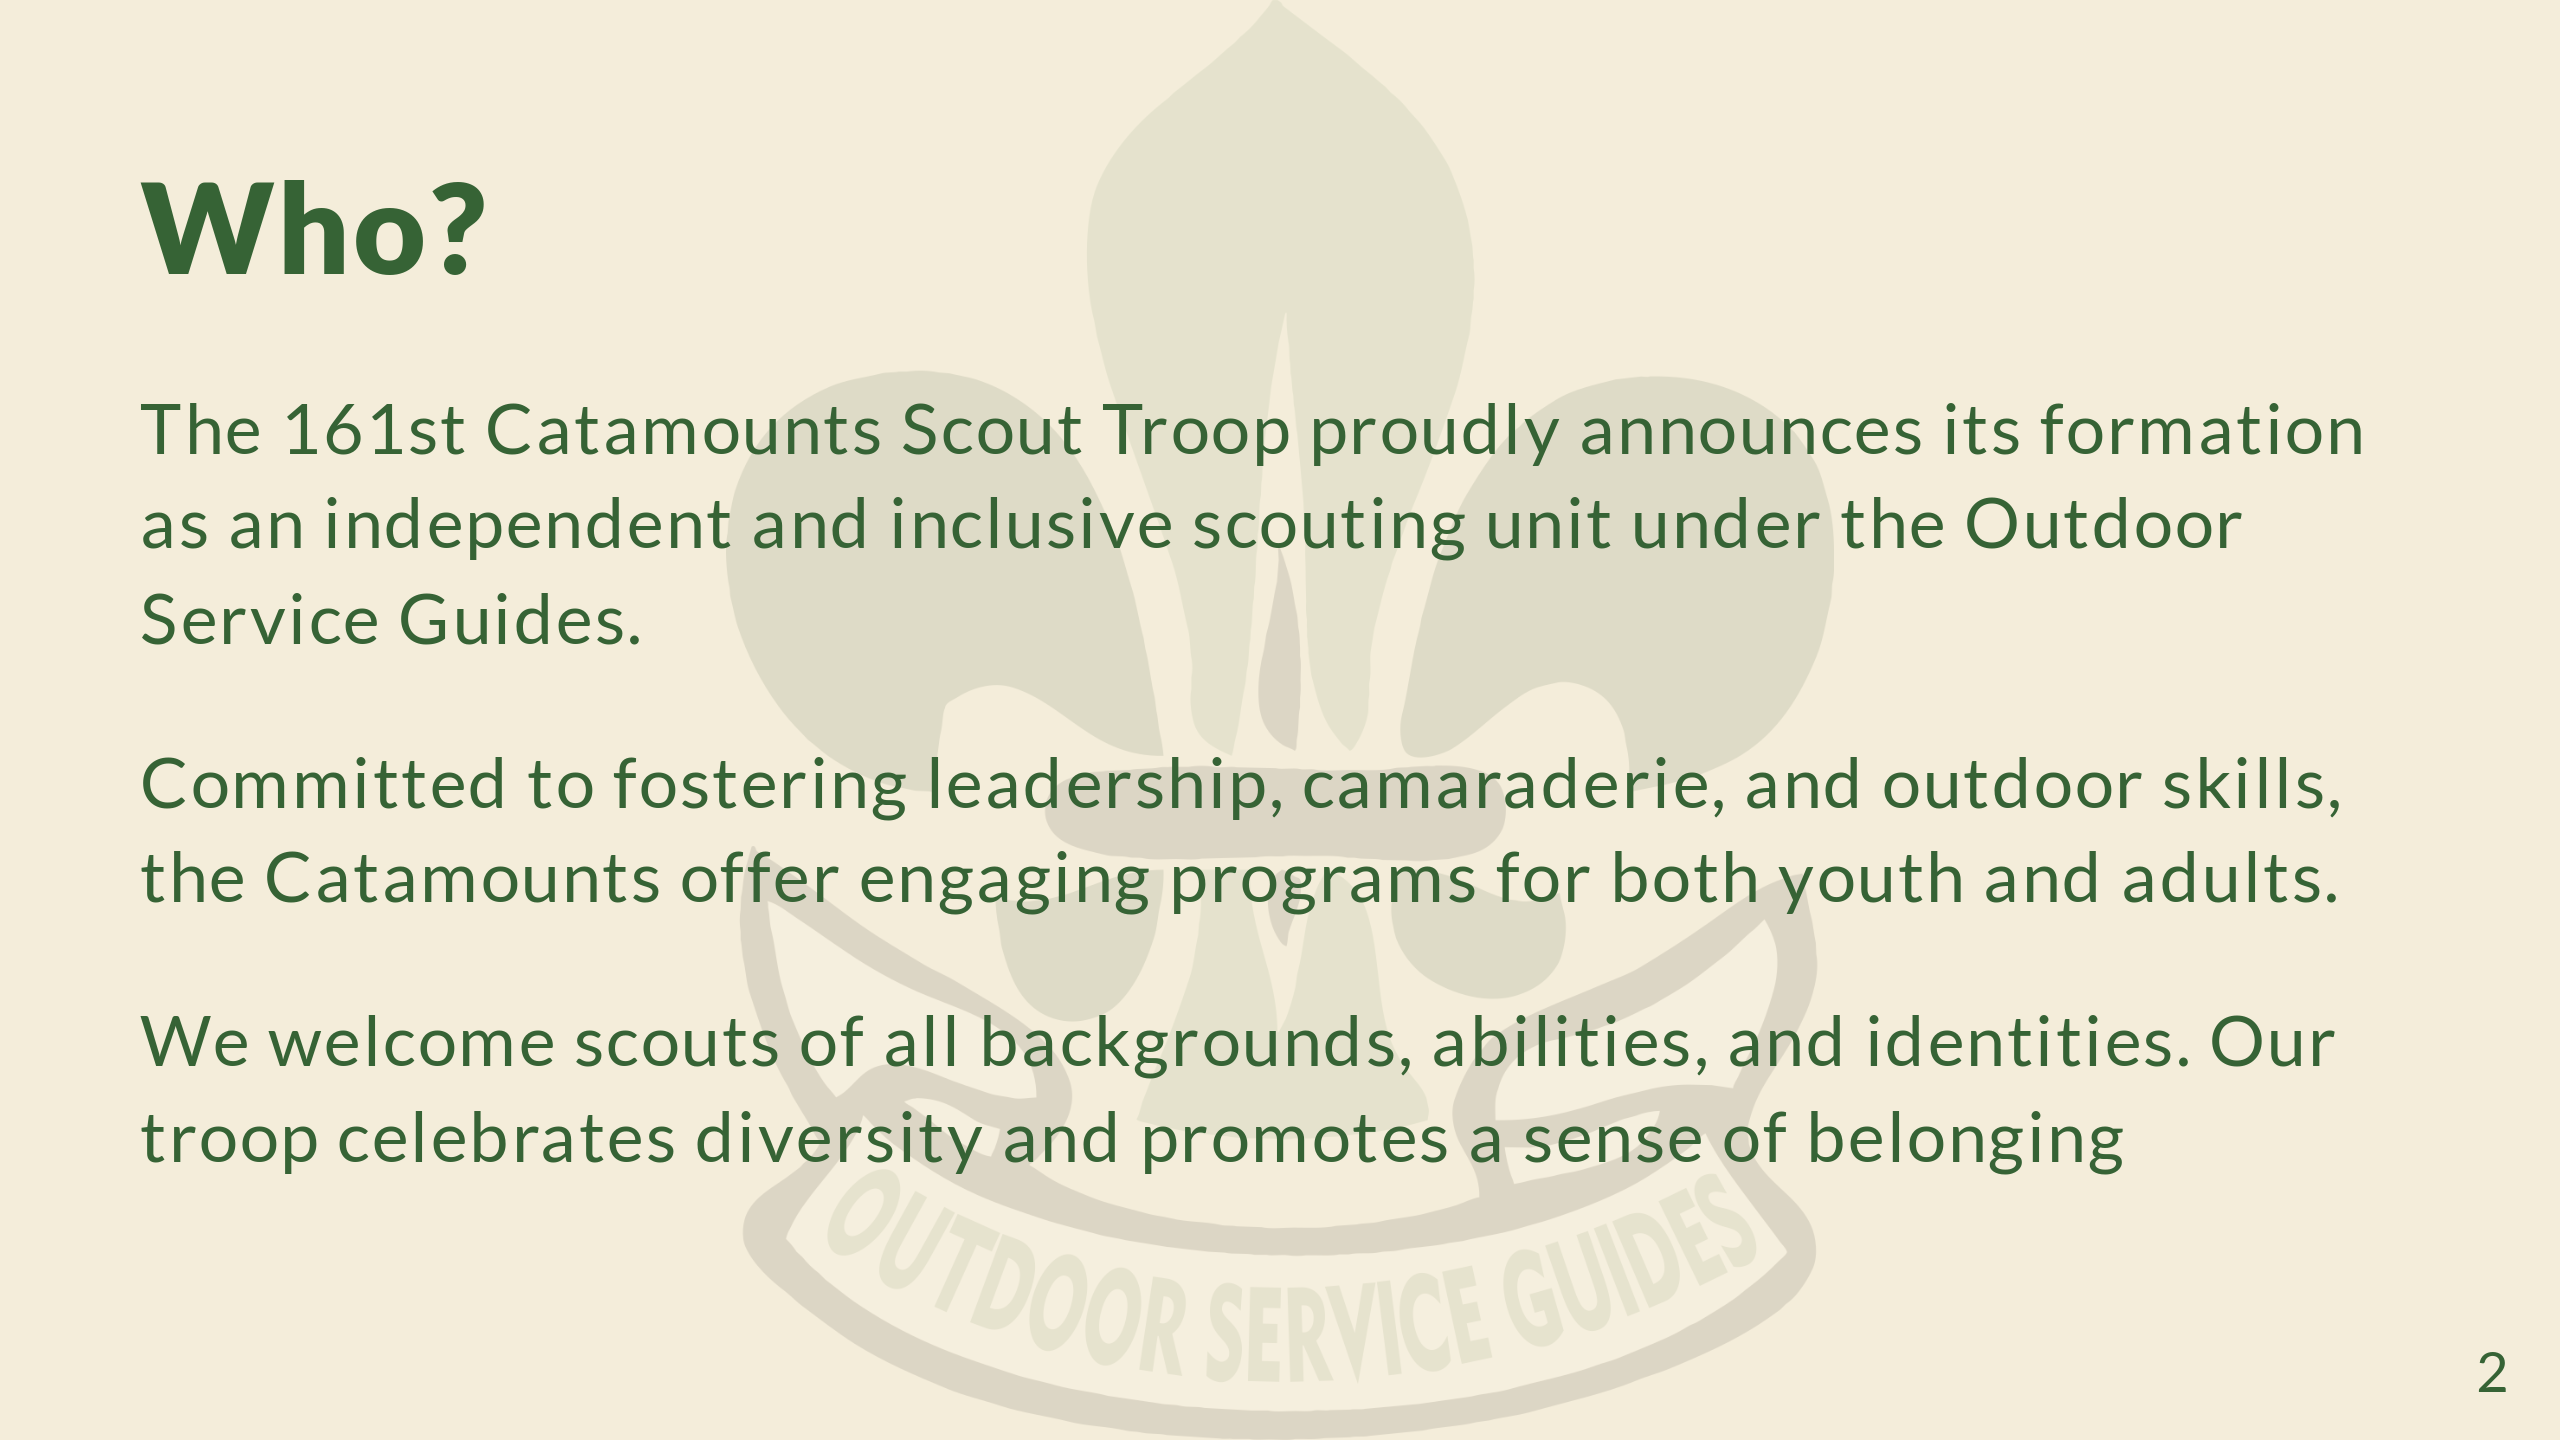 Who?
The 161st Catamounts Scout Troop proudly announces its formation
as an independent and inclusive scouting unit under the Outdoor
Service Guides.
Committed to fostering leadership, camaraderie, and outdoor skills,
the Catamounts offer engaging programs for both youth and adults.
We welcome scouts of all backgrounds, abilities, and identities. Our
troop celebrates diversity and promotes a sense of belonging
OUTDOOR SERVICE GUIDES
2